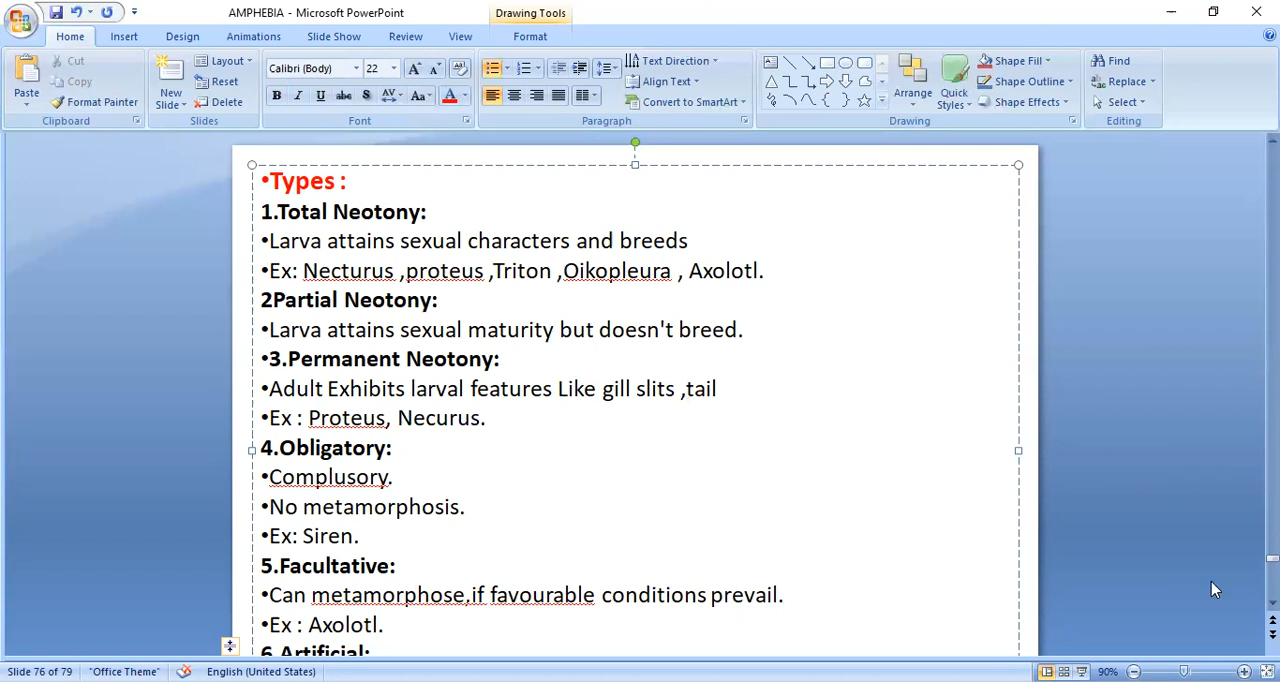 AMPHEBIA - Microsoft PowerPoint
Drawing Tools
Home Insert Design Animations Slide Show Review View Format
Paste
Cut
Copy
Format Painter
Clipboard
New Slide
Layout
Reset
Delete
Slides
Calibri (Body) 22
Font
Text Direction
Align Text
Convert to SmartArt
Paragraph
Arrange
Quick Styles
Shape Fill
Shape Outline
Shape Effects
Drawing
Find
Replace
Select
Editing
•Types :
1.Total Neotony:
•Larva attains sexual characters and breeds
•Ex: Necturus ,proteus ,Triton ,Oikopleura , Axolotl.
2Partial Neotony:
•Larva attains sexual maturity but doesn't breed.
•3.Permanent Neotony:
•Adult Exhibits larval features Like gill slits ,tail
•Ex : Proteus, Necurus.
4.Obligatory:
•Complusory.
•No metamorphosis.
•Ex: Siren.
5.Facultative:
•Can metamorphose,if favourable conditions prevail.
•Ex : Axolotl.
6.Artificial:
Slide 76 of 79 "Office Theme" English (United States) 90%